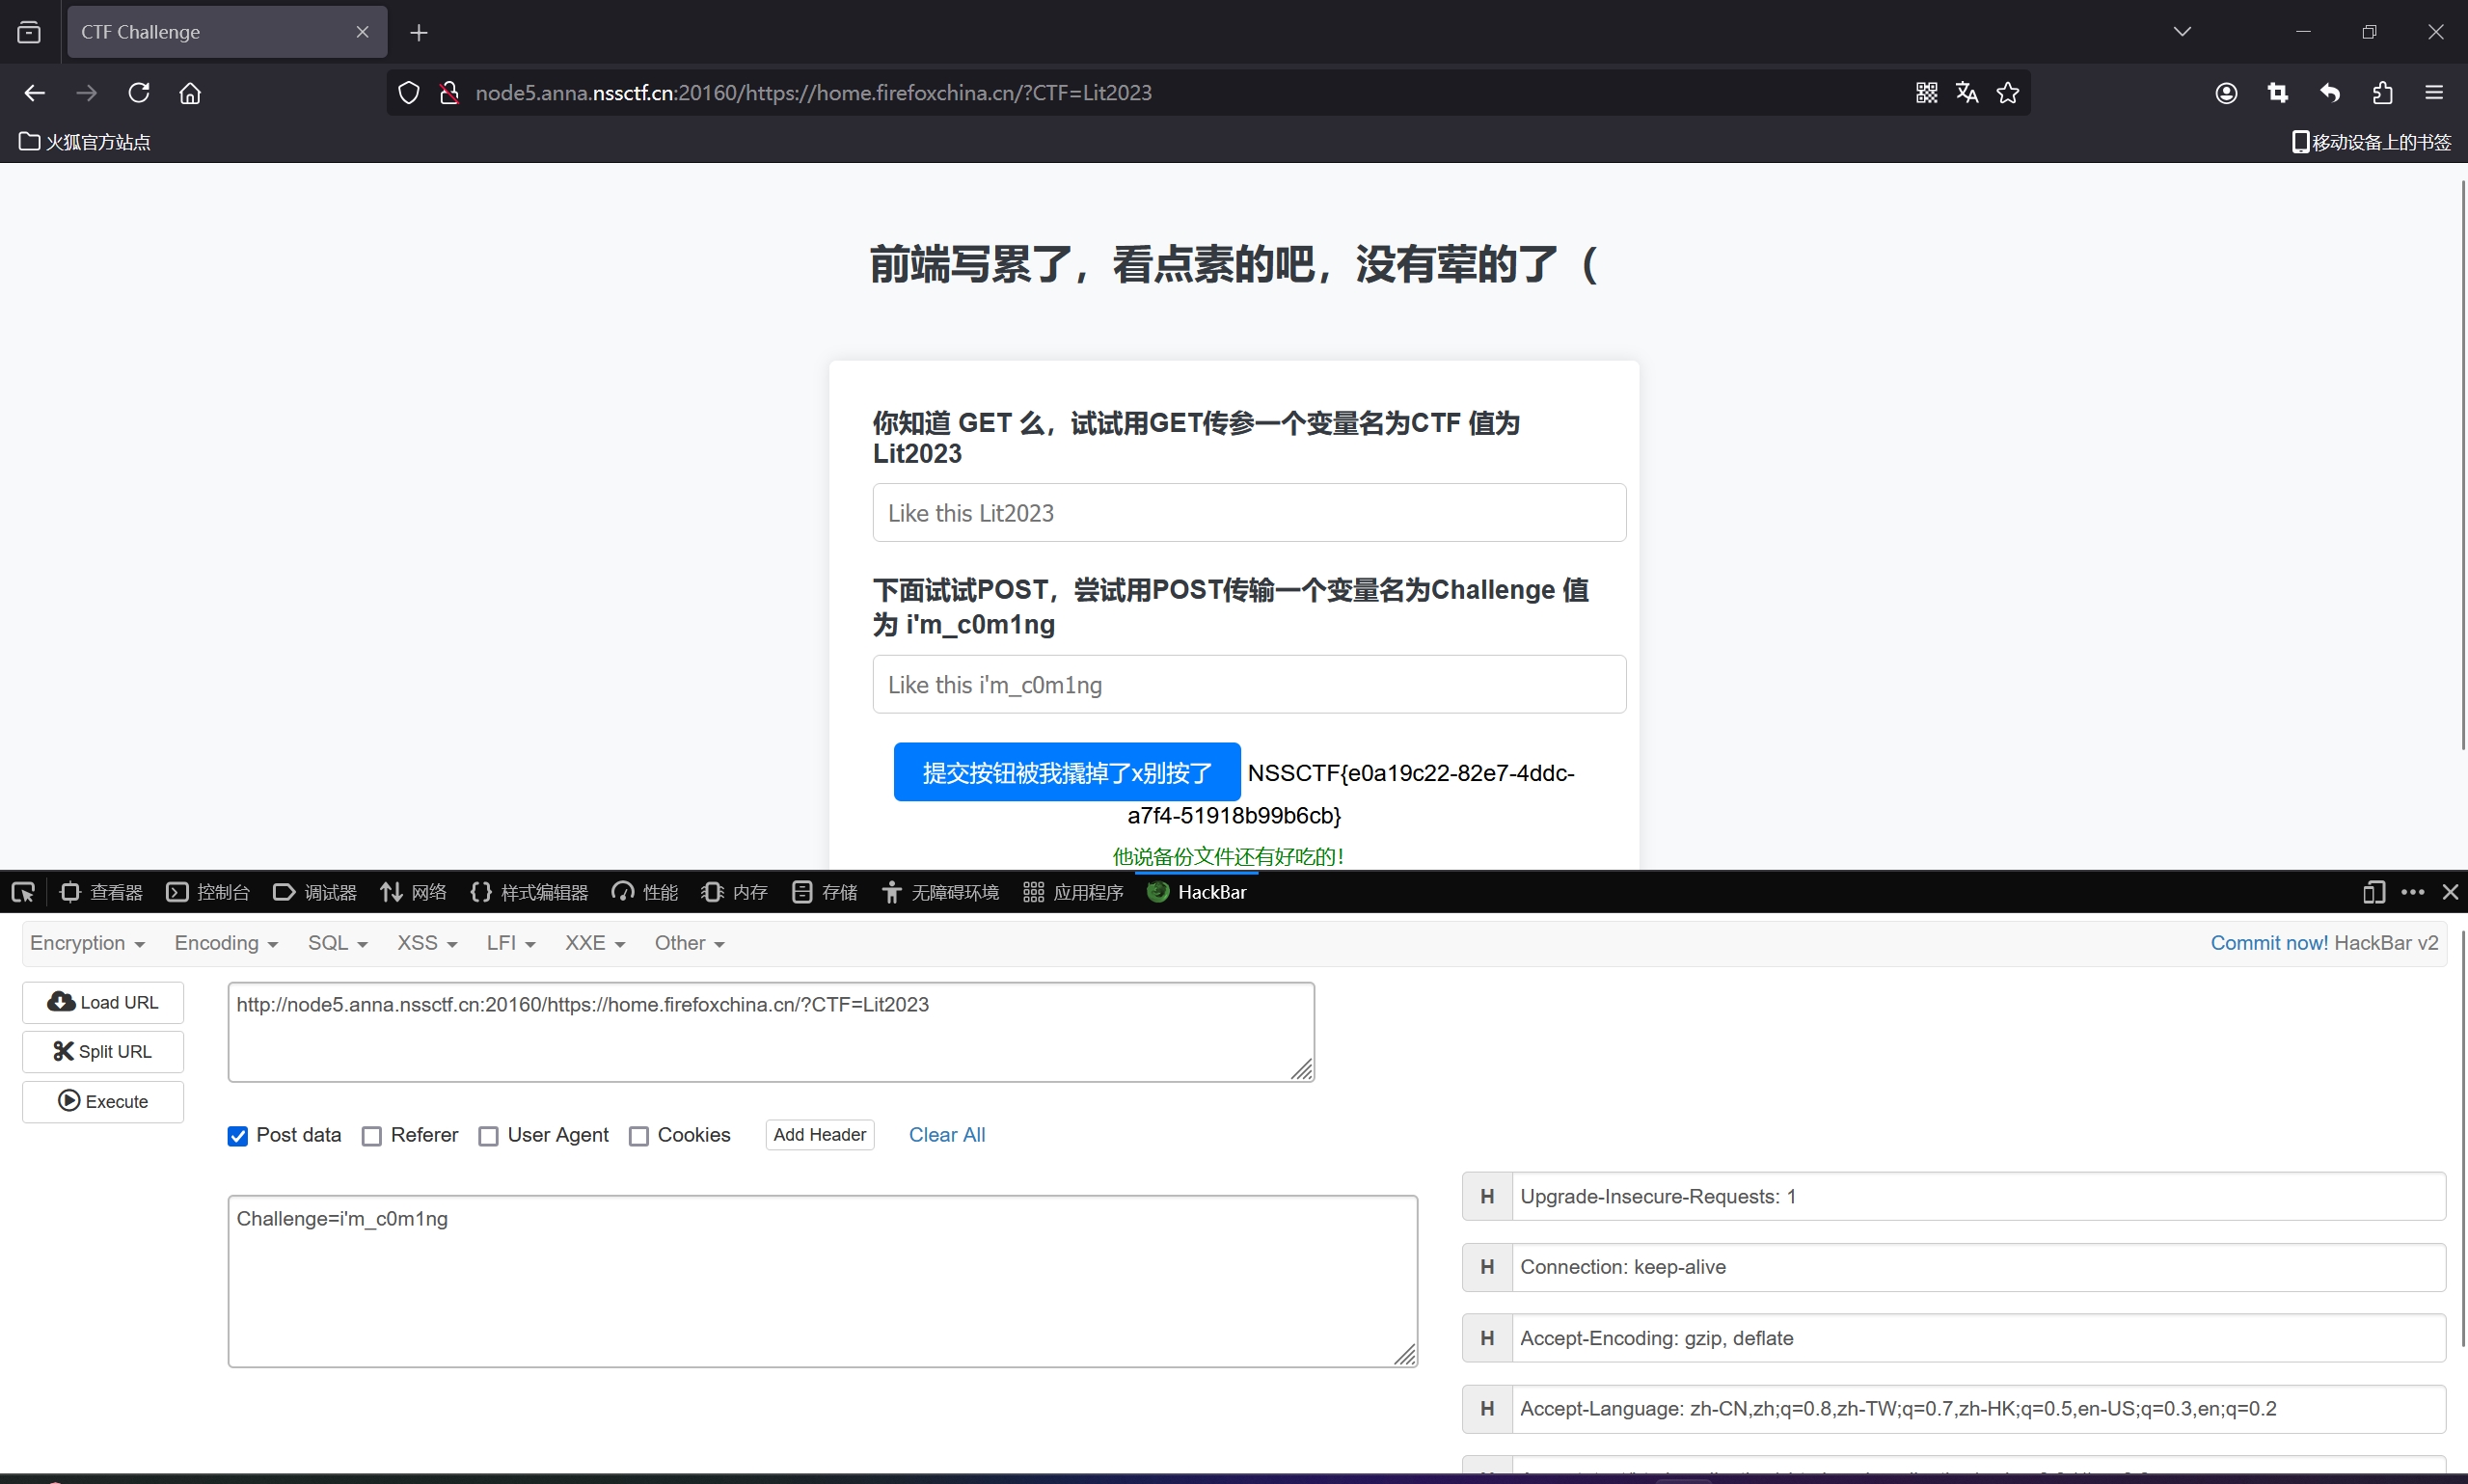 CTF Challenge
node5.anna.nssctf.cn:20160/https://home.firefoxchina.cn/?CTF=Lit2023
火狐官方站点
移动设备上的书签
前端写累了，看点素的吧，没有荤的了（
你知道 GET 么，试试用GET传参一个变量名为CTF 值为
Lit2023
Like this Lit2023
下面试试POST，尝试用POST传输一个变量名为Challenge 值
为 i'm_c0m1ng
Like this i'm_c0m1ng
提交按钮被我撬掉了x别按了 NSSCTF{e0a19c22-82e7-4ddc-
a7f4-51918b99b6cb}
他说备份文件还有好吃的!
查看器 控制台 调试器 网络 样式编辑器 性能 内存 存储 无障碍环境 应用程序 HackBar
Encryption Encoding SQL XSS LFI XXE Other Commit now! HackBar v2
Load URL
http://node5.anna.nssctf.cn:20160/https://home.firefoxchina.cn/?CTF=Lit2023
Split URL
Execute
Post data Referer User Agent Cookies Add Header Clear All
Challenge=i'm_c0m1ng
H Upgrade-Insecure-Requests: 1
H Connection: keep-alive
H Accept-Encoding: gzip, deflate
H Accept-Language: zh-CN,zh;q=0.8,zh-TW;q=0.7,zh-HK;q=0.5,en-US;q=0.3,en;q=0.2